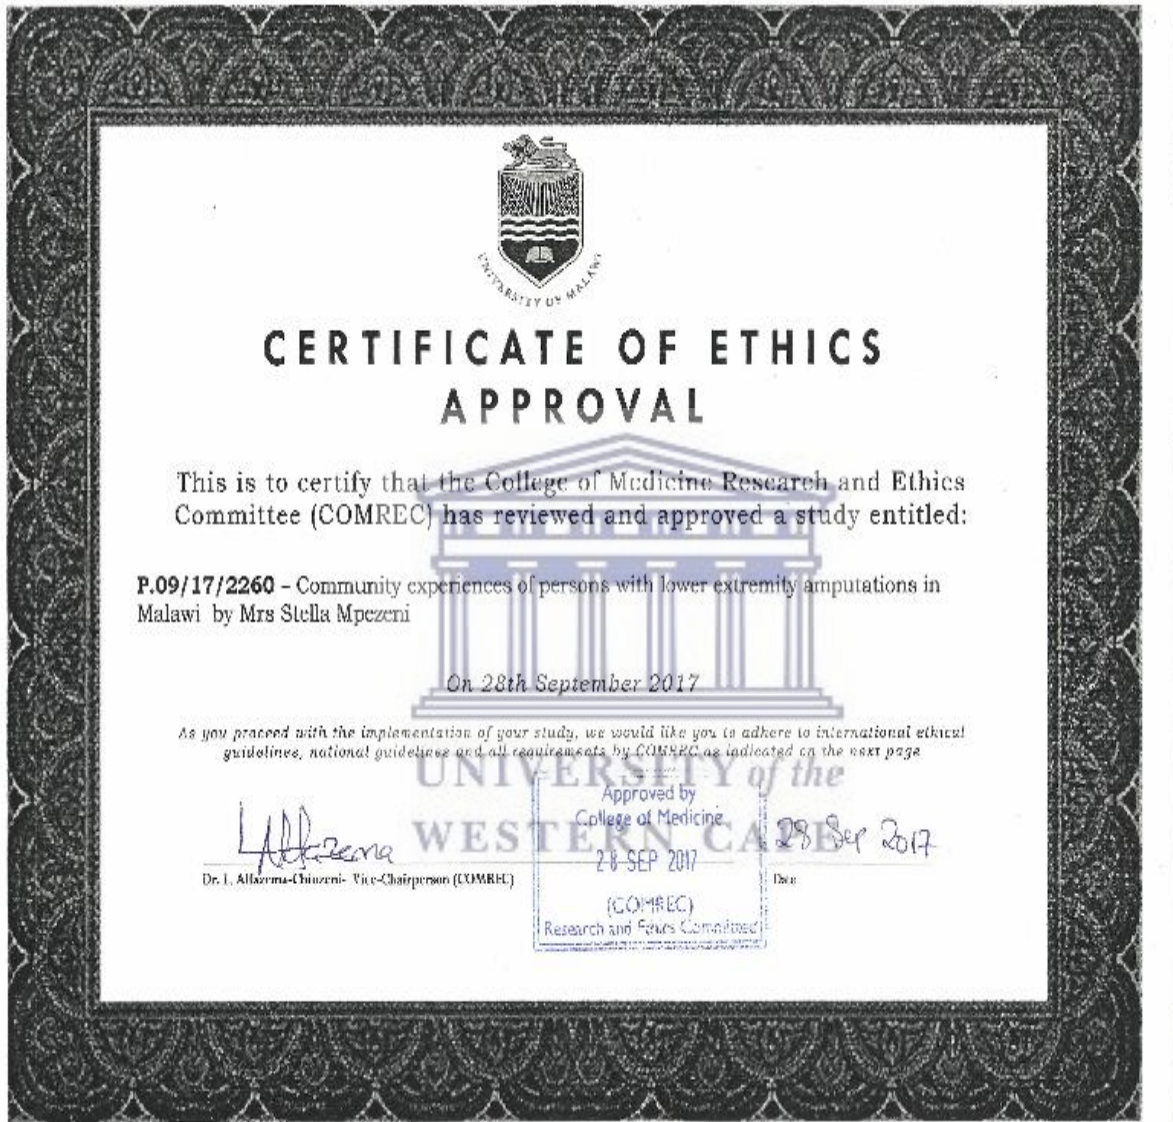 UNIVERSITY OF MALAWI
CERTIFICATE OF ETHICS
APPROVAL
This is to certify that the College of Medicine Research and Ethics
Committee (COMREC) has reviewed and approved a study entitled:
P.09/17/2260 – Community experiences of persons with lower extremity amputations in
Malawi by Mrs Stella Mpezeni
On 28th September 2017
As you proceed with the implementation of your study, we would like you to adhere to international ethical
guidelines, national guidelines and all requirements by COMREC as indicated on the next page
UNIVERSITY of the
WESTERN CAPE
Approved by
College of Medicine
28 SEP 2017
(COMREC)
Research and Ethics Committee
28 Sep 2017
Dr. Vice-Chairperson (COMREC)
Date